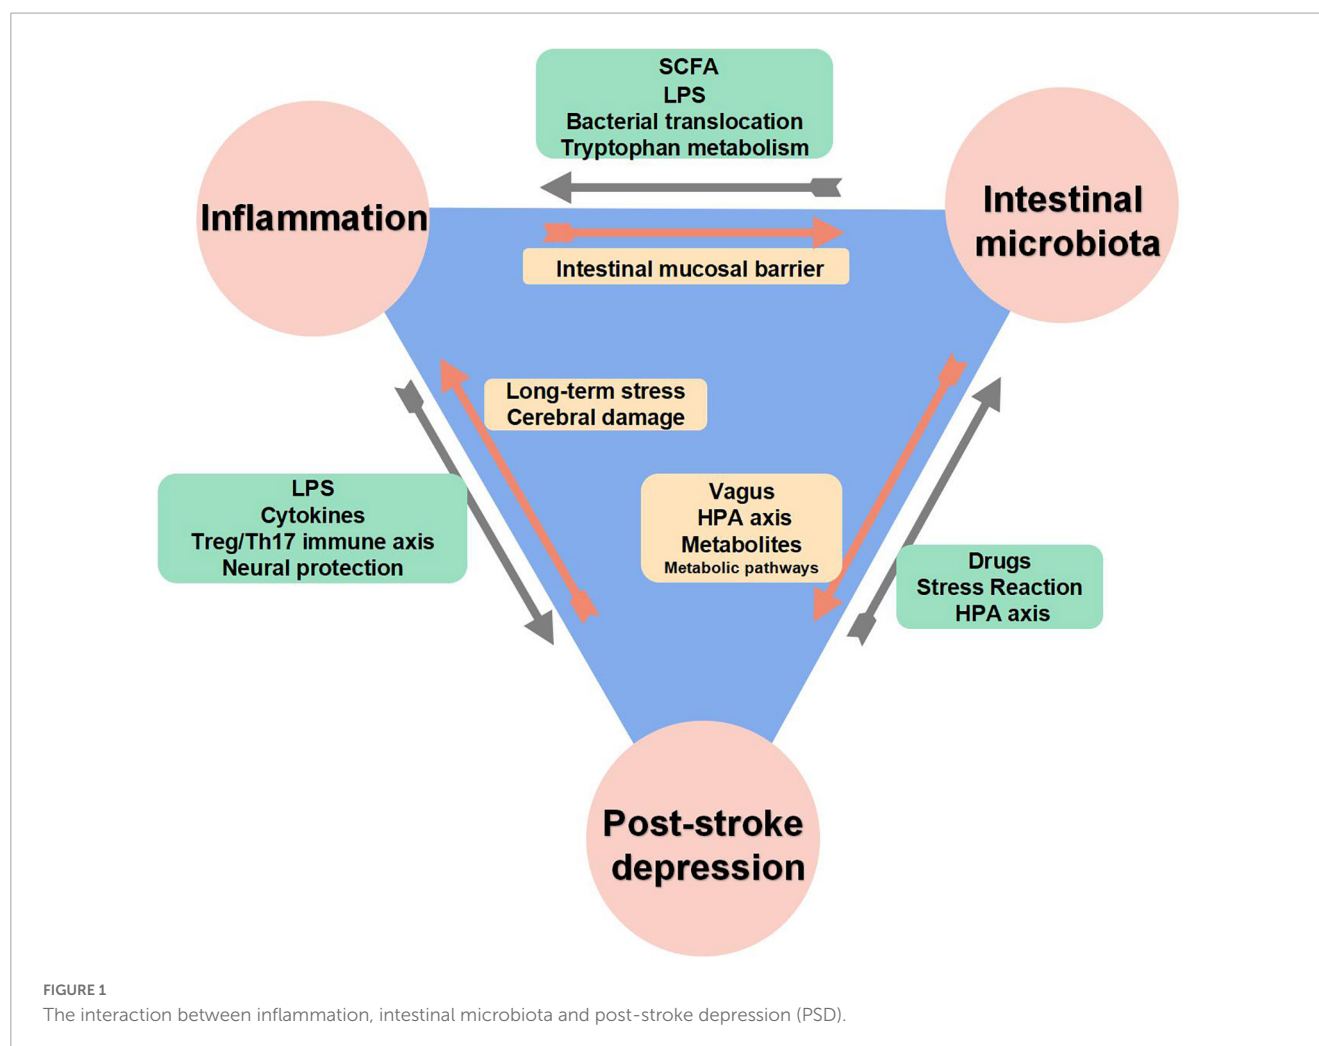 SCFA
LPS
Bacterial translocation
Tryptophan metabolism
Inflammation
Intestinal
microbiota
Intestinal mucosal barrier
Long-term stress
Cerebral damage
LPS
Cytokines
Treg/Th17 immune axis
Neural protection
Vagus
HPA axis
Metabolites
Metabolic pathways
Drugs
Stress Reaction
HPA axis
Post-stroke
depression
FIGURE 1
The interaction between inflammation, intestinal microbiota and post-stroke depression (PSD).